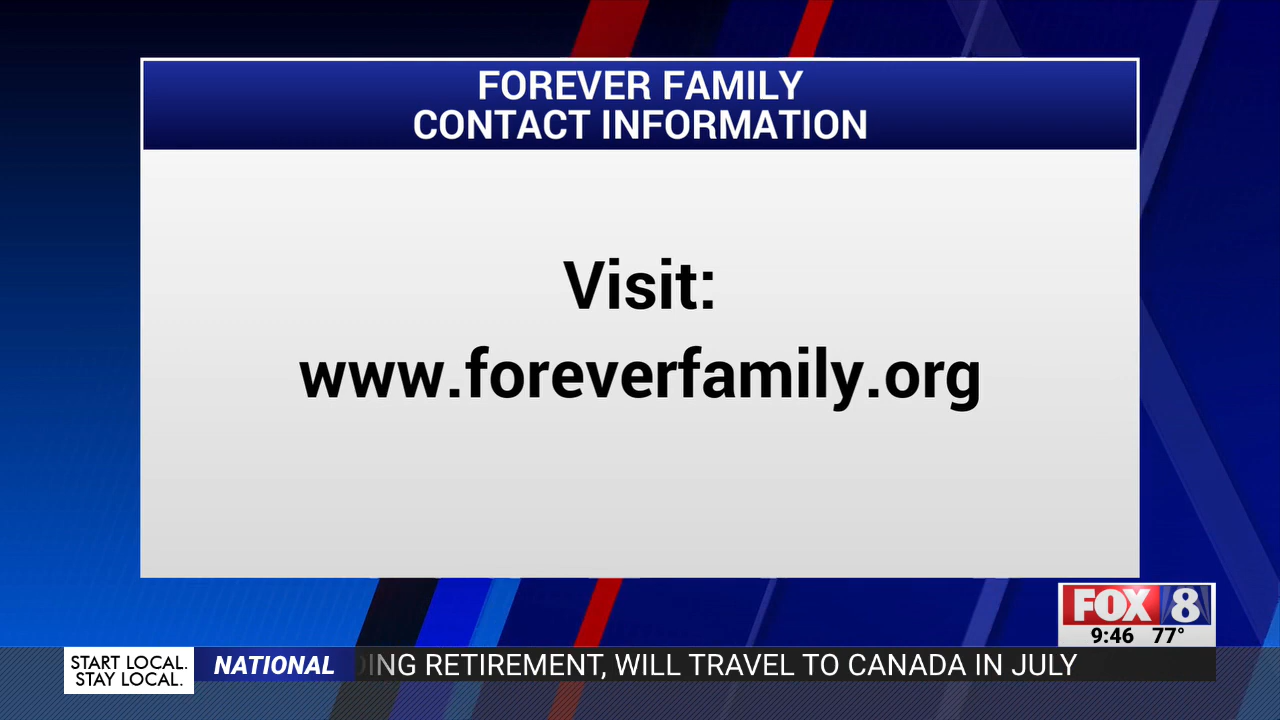 FOREVER FAMILY
CONTACT INFORMATION
Visit:
www.foreverfamily.org
FOX 8
9:46 77°
START LOCAL.
STAY LOCAL.
NATIONAL
RETIREMENT, WILL TRAVEL TO CANADA IN JULY